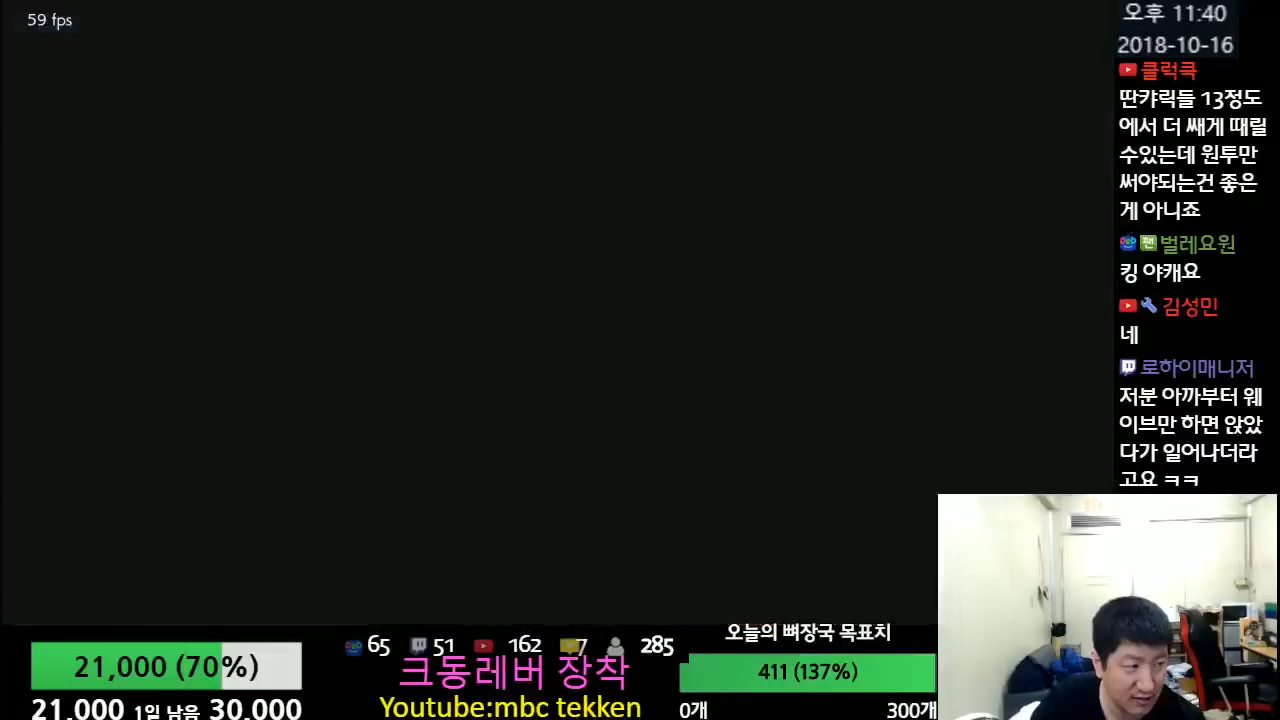 59 fps
오후 11:40
2018-10-16
쿨럭쿡
딴캬릭들 13정도
에서 더 쌔게 때릴
수있는데 원투만
써야되는건 좋은
게 아니죠
팬 벌레요원
킹 야캐요
김성민
네
로하이매니저
저분 아까부터 웨
이브만 하면 앉았
다가 일어나더라
고요 ㅋㅋ
65 51 162 7 285
오늘의 뼈장국 목표치
21,000 (70%)
크동레버 장착
411 (137%)
21,000 1일 남음 30,000
Youtube:mbc tekken
0개 300개